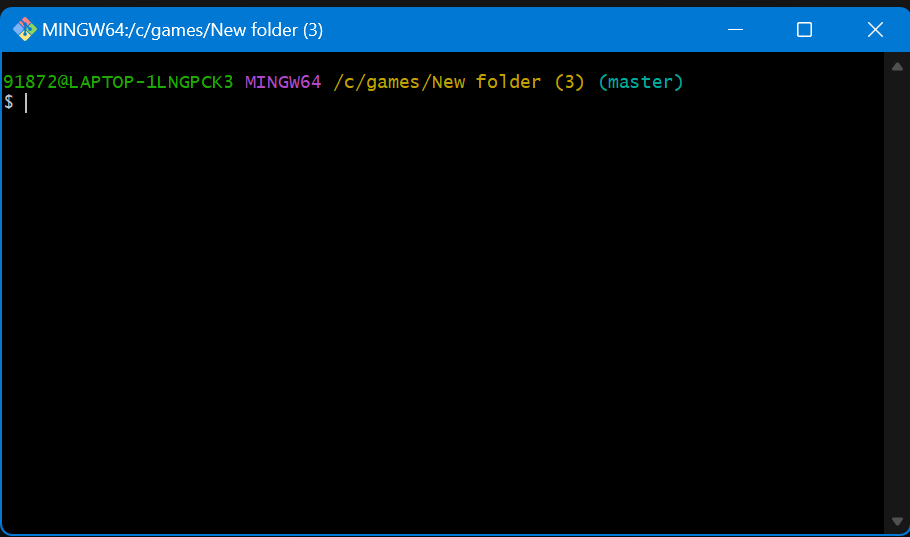 MINGW64:/c/games/New folder (3)
91872@LAPTOP-1LNGPCK3 MINGW64 /c/games/New folder (3) (master)
$